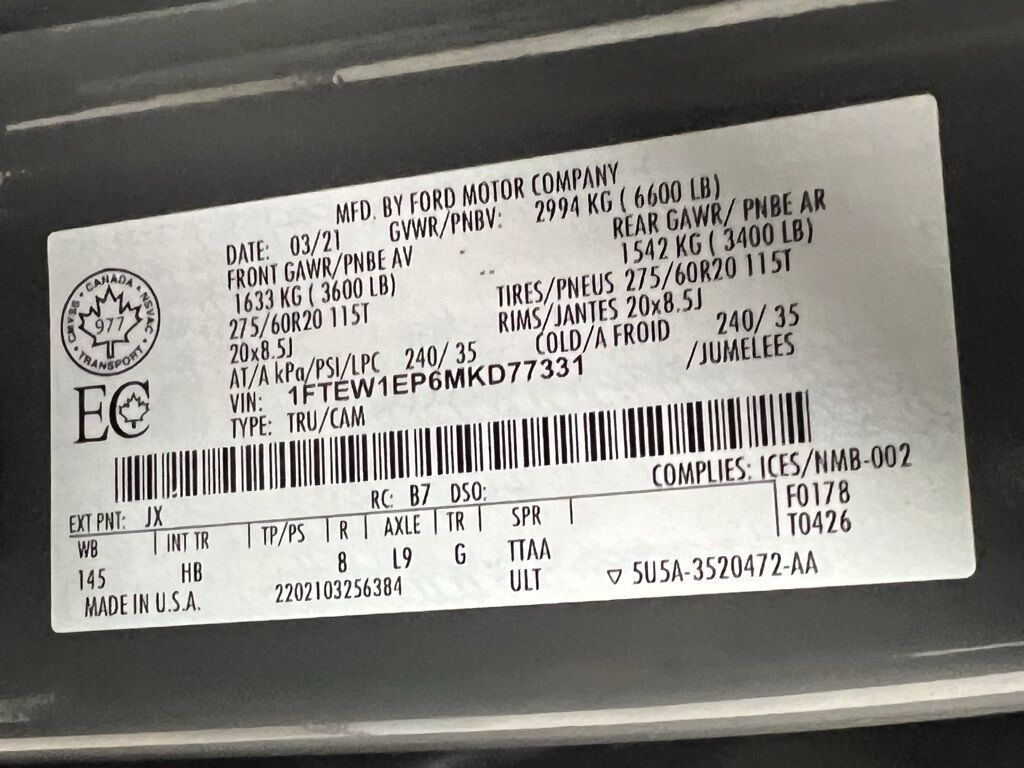 MFD. BY FORD MOTOR COMPANY
DATE: 03/21 GVWR/PNBV: 2994 KG ( 6600 LB)
FRONT GAWR/PNBE AV REAR GAWR/ PNBE AR
1633 KG ( 3600 LB) 1542 KG ( 3400 LB)
275/60R20 115T TIRES/PNEUS 275/60R20 115T
20x8.5J RIMS/JANTES 20x8.5J
AT/A kPa/PSI/LPC 240/ 35 COLD/A FROID 240/ 35
VIN: 1FTEW1EP6MKD77331 /JUMELEES
TYPE: TRU/CAM
CANADA
NSVAC
977
TRANSPORT
EC
COMPLIES: ICES/NMB-002
EXT PNT: JX RC: B7 DSO:
F0178
T0426
WB INT TR TP/PS R AXLE TR SPR
145 HB 8 L9 G TTAA
MADE IN U.S.A. 2202103256384 ULT ▽ 5U5A-3520472-AA